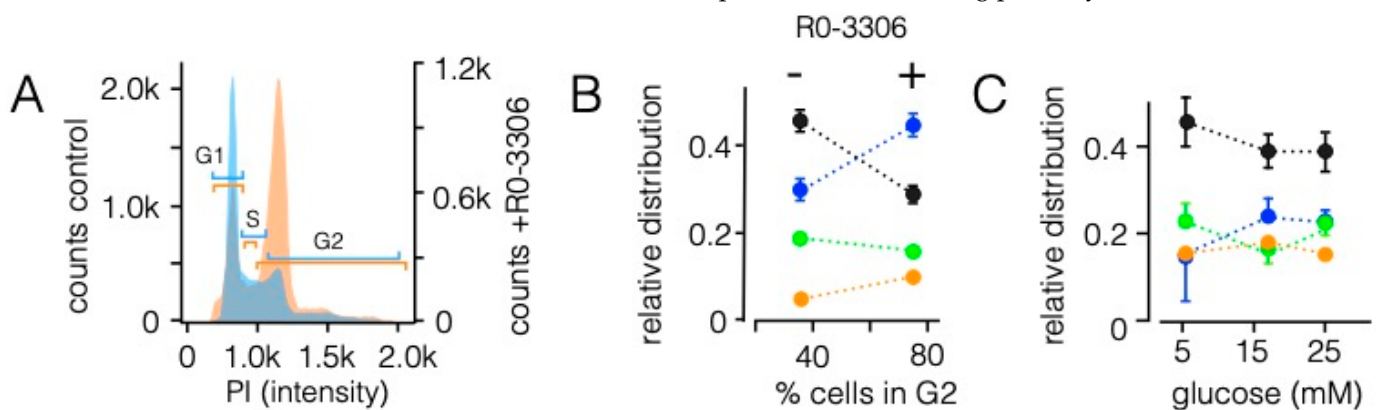 R0-3306
- +
A
counts control
2.0k
1.0k
0
G1
S
G2
1.2k
0.6k
0
counts +R0-3306
0 1.0k 1.5k 2.0k
PI (intensity)
B
relative distribution
0.4
0.2
0
40 80
% cells in G2
C
relative distribution
0.4
0.2
0
5 15 25
glucose (mM)